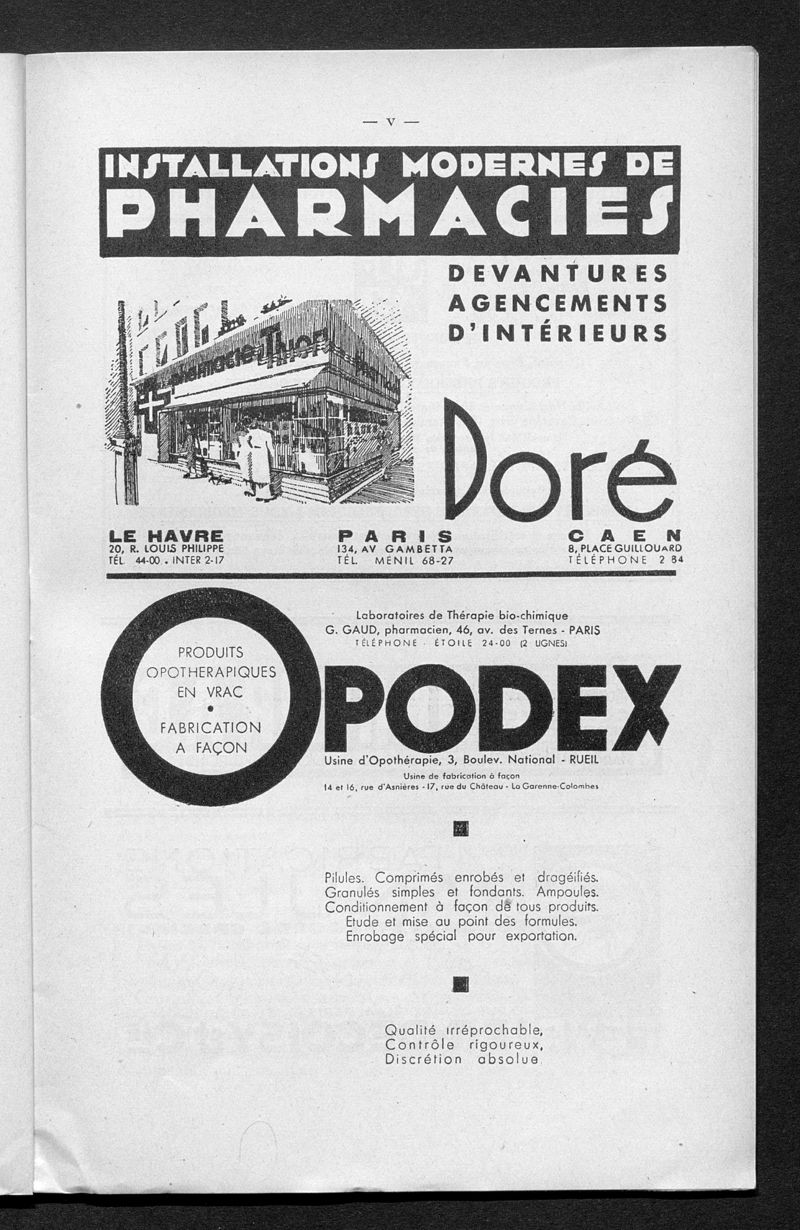 — V —
INSTALLATIONS MODERNES DE
PHARMACIES
DEVANTURES
AGENCEMENTS
D'INTÉRIEURS
pharmacie Thiory
pharmacie
Doré
LE HAVRE
20, R. LOUIS PHILIPPE
TÉL. 44-00 . INTER 2-17
PARIS
134, AV GAMBETTA
TÉL. MÉNIL 68-27
CAEN
8, PLACE GUILLOUARD
TÉLÉPHONE 2 84
Laboratoires de Thérapie bio-chimique
G. GAUD, pharmacien, 46, av. des Ternes - PARIS
TÉLÉPHONE - ÉTOILE 24-00 (2 LIGNES)
OPODEX
PRODUITS
OPOTHERAPIQUES
EN VRAC
•
FABRICATION
A FAÇON
Usine d'Opothérapie, 3, Boulev. National - RUEIL
Usine de fabrication à façon
14 et 16, rue d'Asnières - 17, rue du Château - La Garenne-Colombes
Pilules. Comprimés enrobés et dragéifiés.
Granulés simples et fondants. Ampoules.
Conditionnement à façon de tous produits.
Etude et mise au point des formules.
Enrobage spécial pour exportation.
Qualité irréprochable,
Contrôle rigoureux,
Discrétion absolue